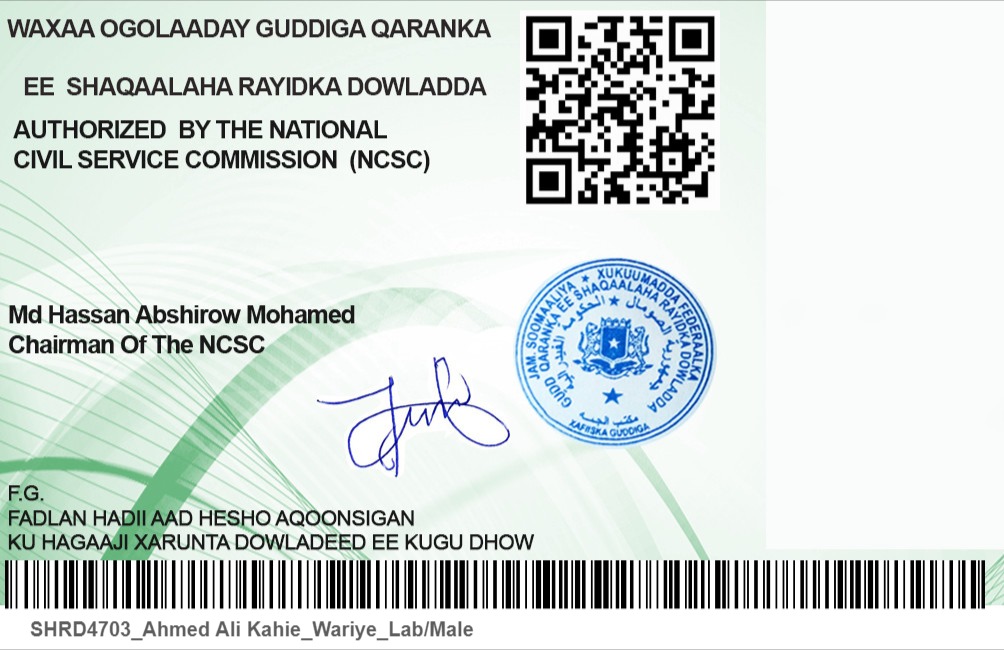 WAXAA OGOLAADAY GUDDIGA QARANKA
EE SHAQAALAHA RAYIDKA DOWLADDA
AUTHORIZED BY THE NATIONAL
CIVIL SERVICE COMMISSION (NCSC)
JAM. SOOMAALIYA ★ XUKUUMADDA FEDERAALKA
GUDD QARANKA EE SHAQAALAHA RAYIDKA DOWLADDA
XAFIISKA GUDDIGA
Md Hassan Abshirow Mohamed
Chairman Of The NCSC
F.G.
FADLAN HADII AAD HESHO AQOONSIGAN
KU HAGAAJI XARUNTA DOWLADEED EE KUGU DHOW
SHRD4703_Ahmed Ali Kahie_Wariye_Lab/Male